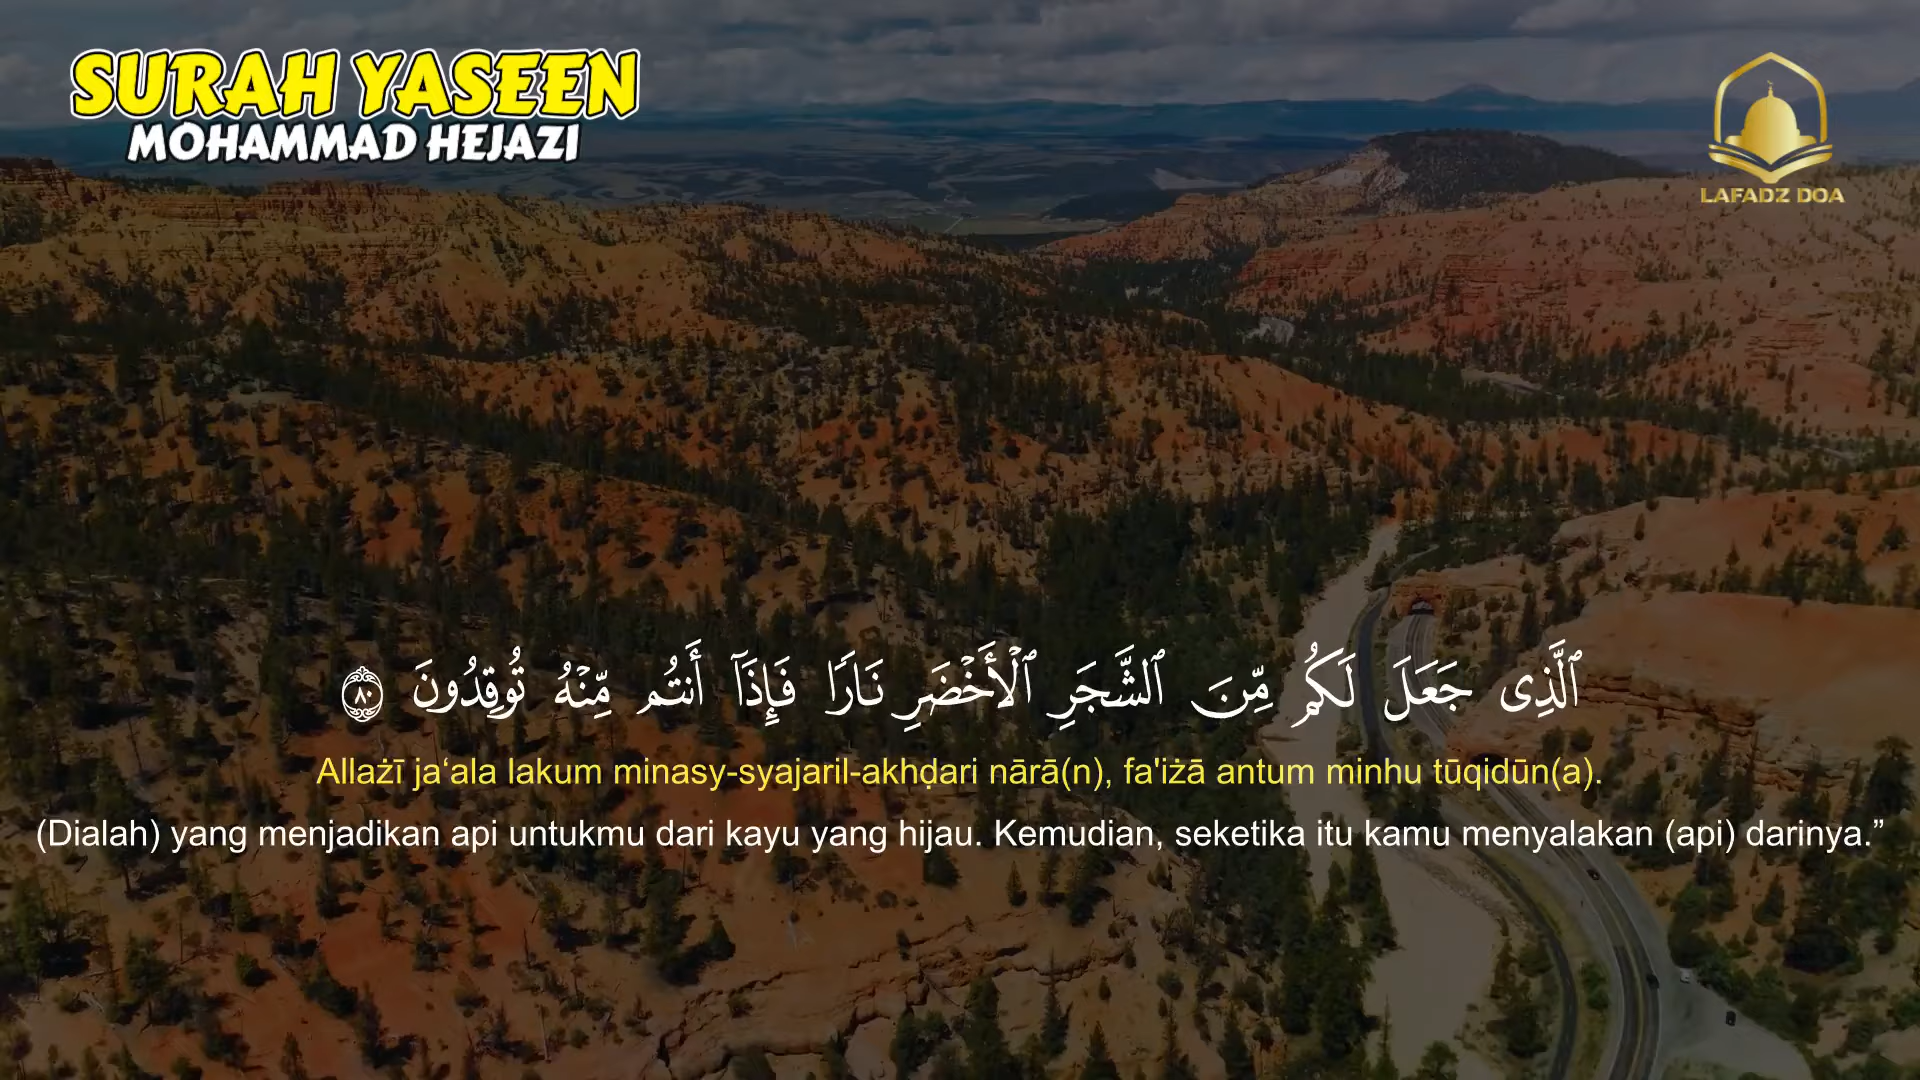 SURAH YASEEN
MOHAMMAD HEJAZI
LAFADZ DOA
ٱلَّذِى جَعَلَ لَكُم مِّنَ ٱلشَّجَرِ ٱلْأَخْضَرِ نَارًا فَإِذَآ أَنتُم مِّنْهُ تُوقِدُونَ ٨٠
Allażī ja‘ala lakum minasy-syajaril-akhḍari nārā(n), fa'iżā antum minhu tūqidūn(a).
(Dialah) yang menjadikan api untukmu dari kayu yang hijau. Kemudian, seketika itu kamu menyalakan (api) darinya.”